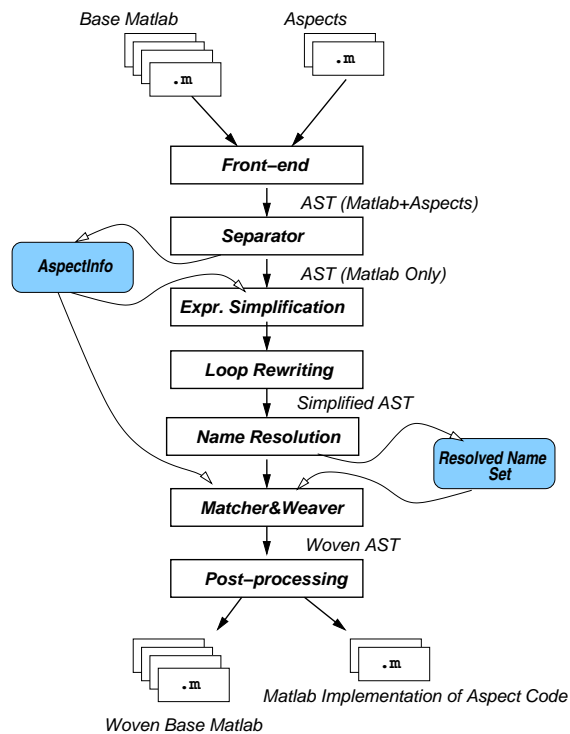 Base Matlab
Aspects
.m
.m
Front–end
AST (Matlab+Aspects)
Separator
AspectInfo
AST (Matlab Only)
Expr. Simplification
Loop Rewriting
Simplified AST
Name Resolution
Resolved Name
Set
Matcher&Weaver
Woven AST
Post–processing
.m
.m
Matlab Implementation of Aspect Code
Woven Base Matlab